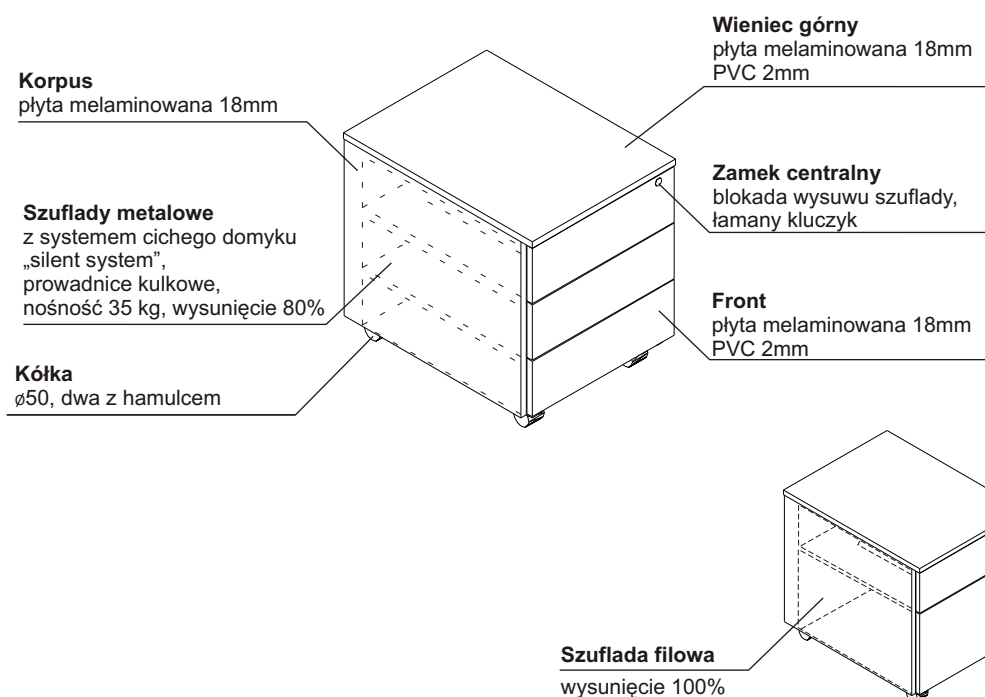 Wieniec górny
płyta melaminowana 18mm
PVC 2mm
Korpus
płyta melaminowana 18mm
Zamek centralny
blokada wysuwu szuflady,
łamany kluczyk
Szuflady metalowe
z systemem cichego domyku
„silent system”,
prowadnice kulkowe,
nośność 35 kg, wysunięcie 80%
Front
płyta melaminowana 18mm
PVC 2mm
Kółka
ø50, dwa z hamulcem
Szuflada filowa
wysunięcie 100%